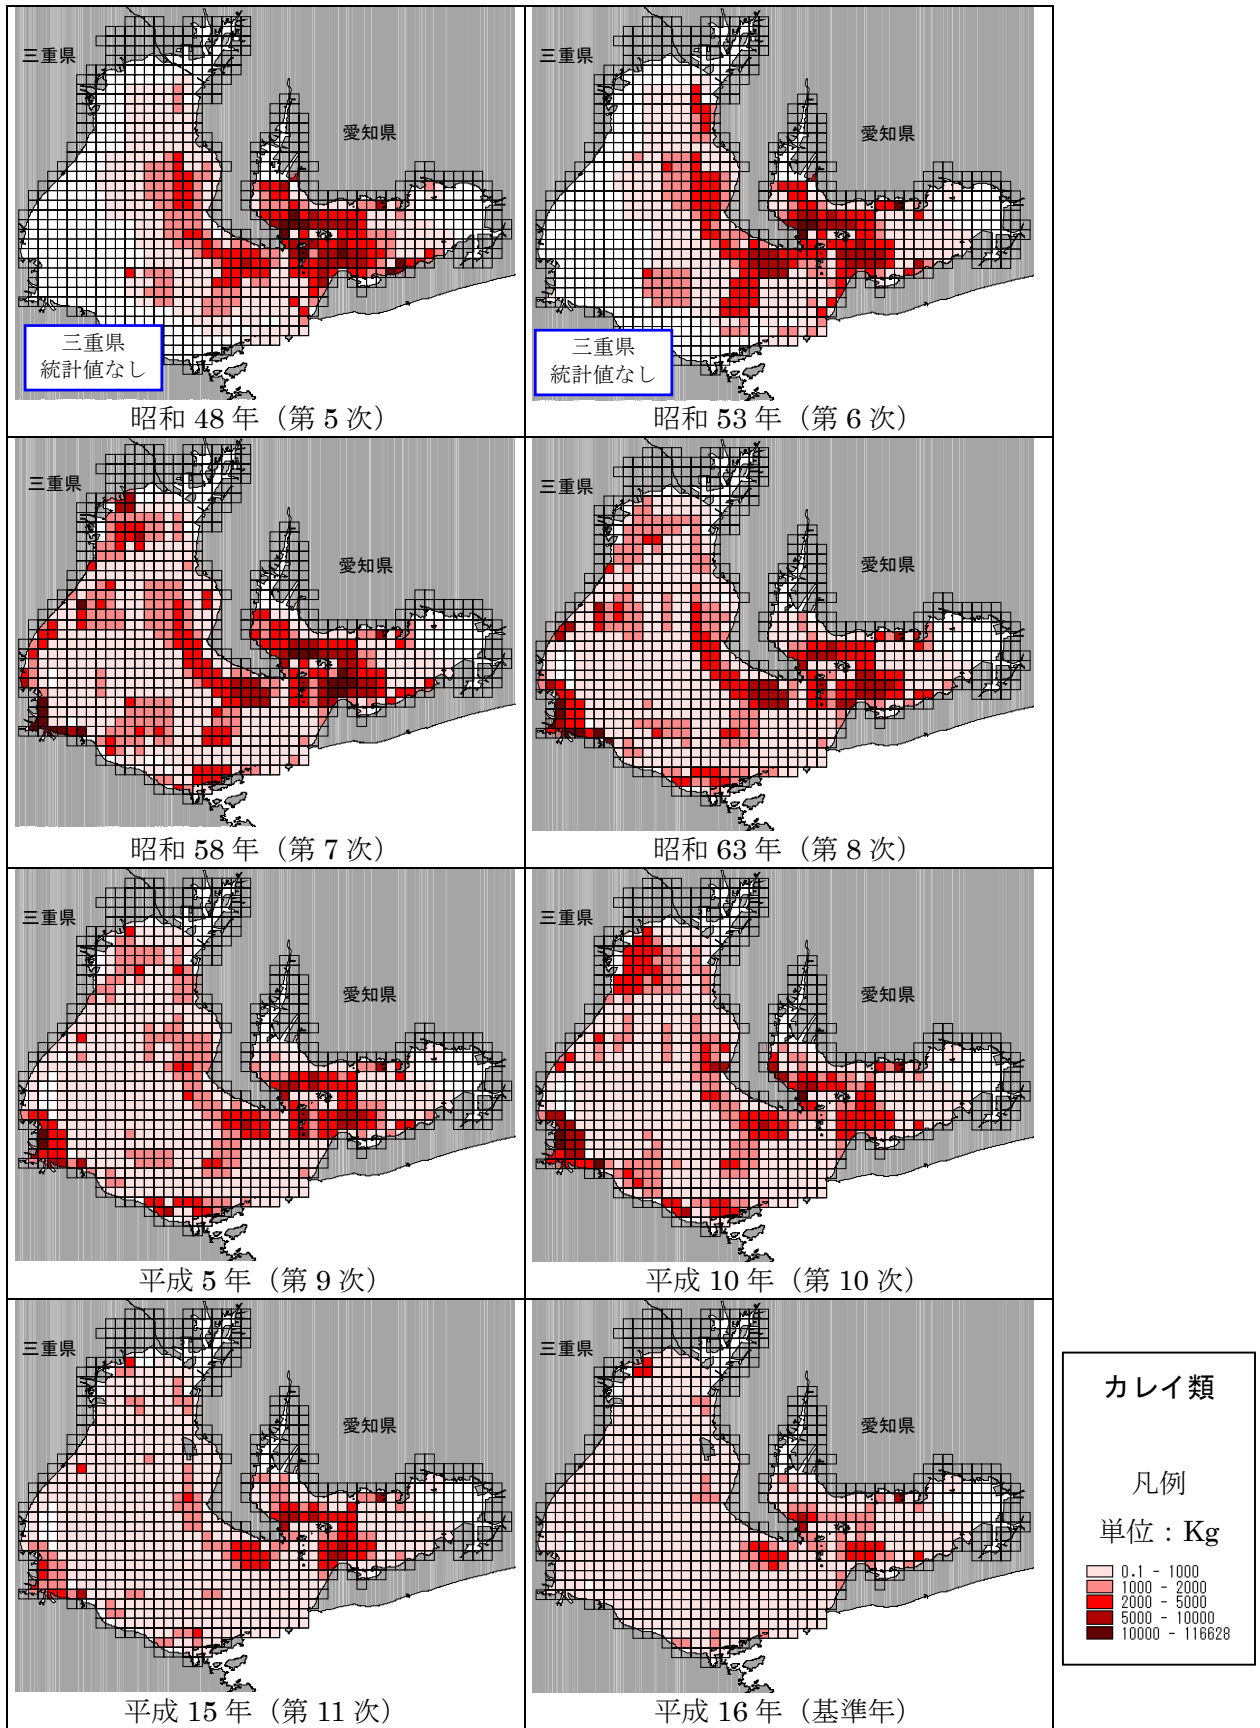 三重県
愛知県
三重県
統計値なし
昭和 48 年（第 5 次）
三重県
愛知県
三重県
統計値なし
昭和 53 年（第 6 次）
三重県
愛知県
昭和 58 年（第 7 次）
三重県
愛知県
昭和 63 年（第 8 次）
三重県
愛知県
平成 5 年（第 9 次）
三重県
愛知県
平成 10 年（第 10 次）
三重県
愛知県
平成 15 年（第 11 次）
三重県
愛知県
平成 16 年（基準年）
カレイ類
凡例
単位：Kg
0.1 - 1000
1000 - 2000
2000 - 5000
5000 - 10000
10000 - 116628